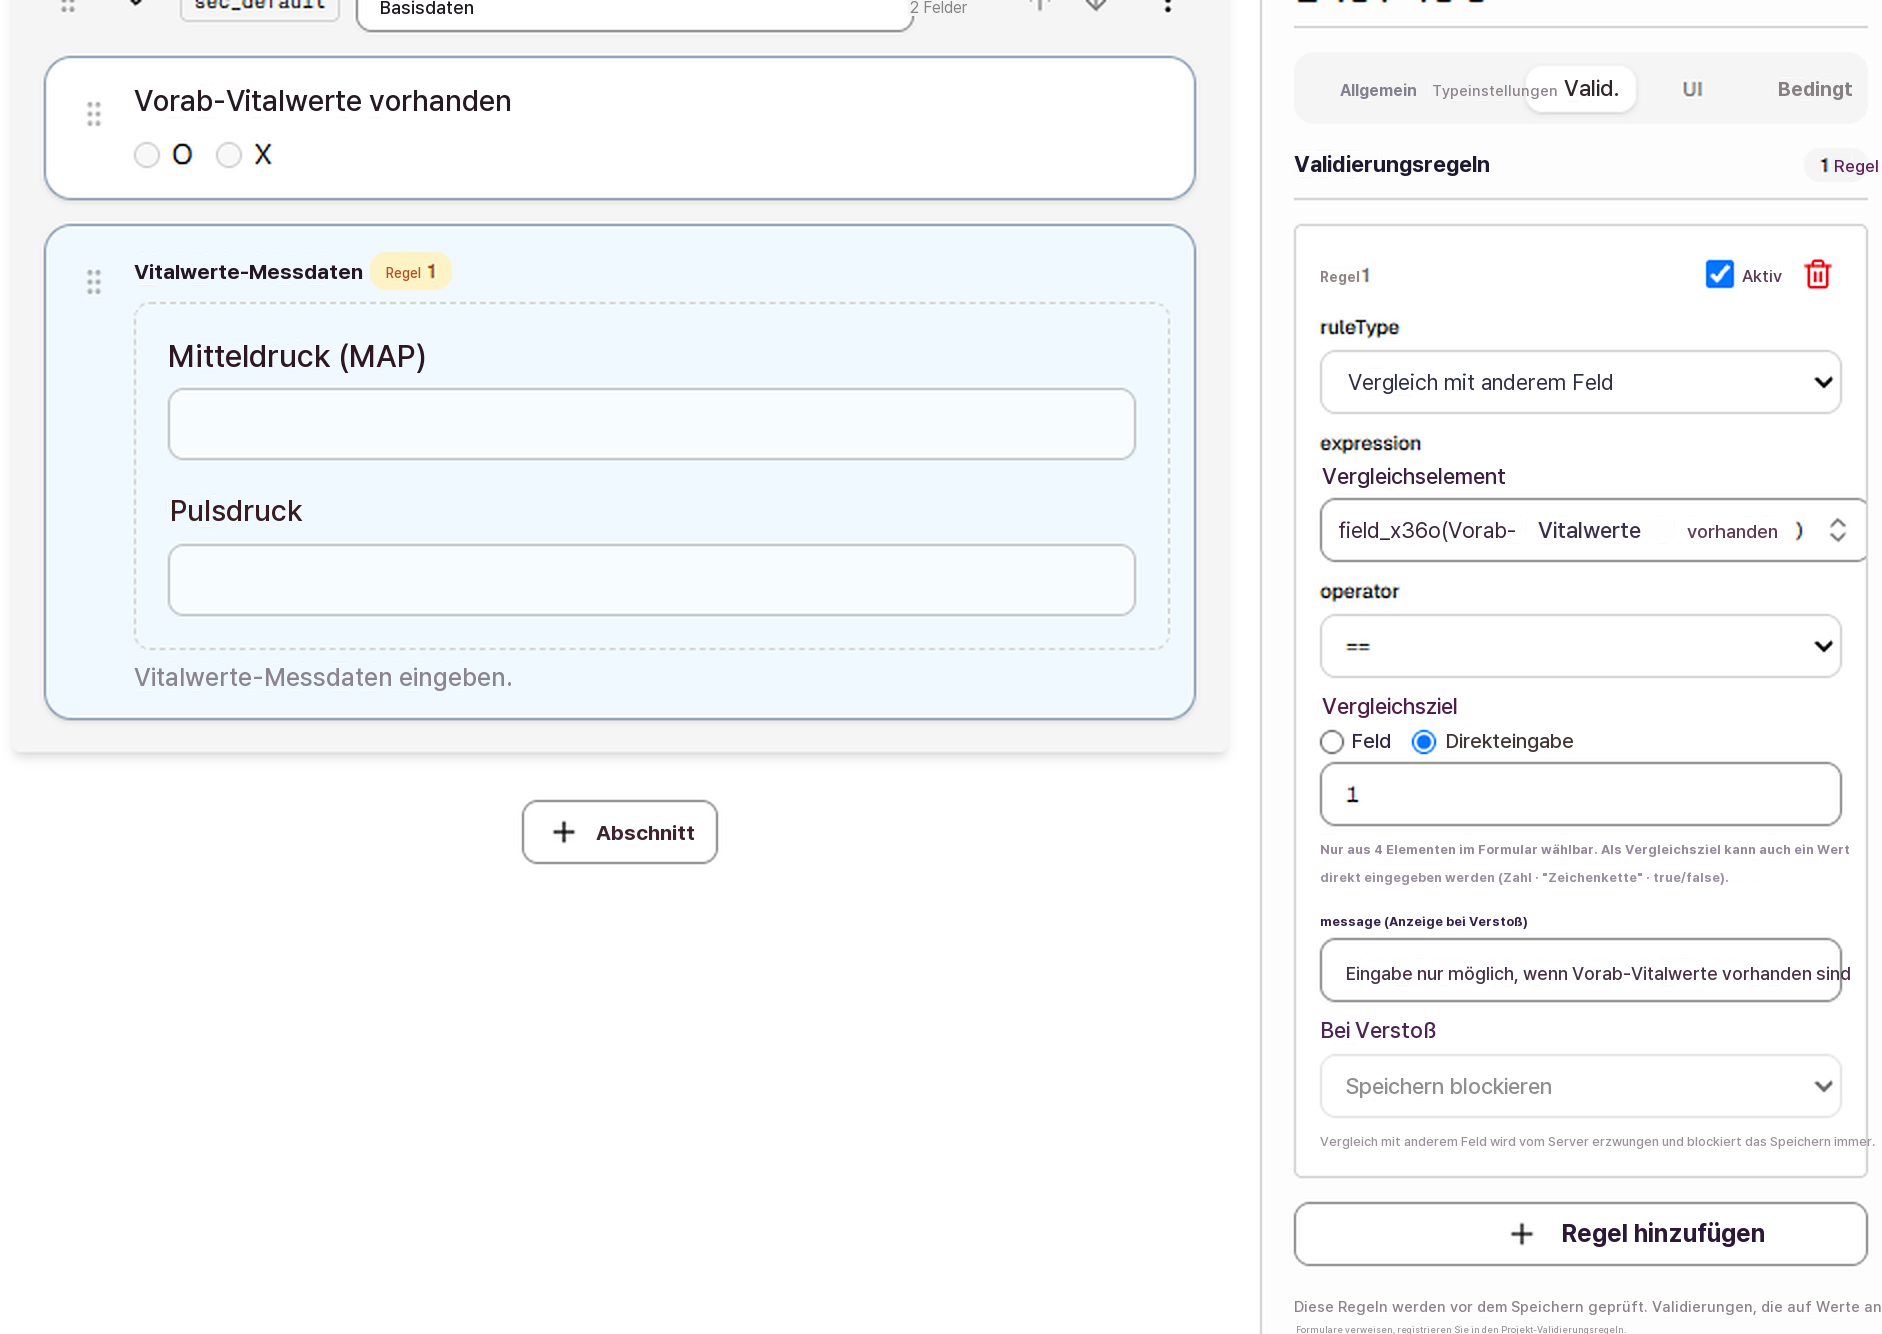 sec_default
Basisdaten
2 Felder
Vorab-Vitalwerte vorhanden
O X
Vitalwerte-Messdaten Regel 1
Mitteldruck (MAP)
Pulsdruck
Vitalwerte-Messdaten eingeben.
+ Abschnitt
Allgemein Typeinstellungen Valid. UI Bedingt
Validierungsregeln 1 Regel
Regel1 Aktiv
ruleType
Vergleich mit anderem Feld
expression
Vergleichselement
field_x36o(Vorab- Vitalwerte vorhanden )
operator
==
Vergleichsziel
Feld Direkteingabe
1
Nur aus 4 Elementen im Formular wählbar. Als Vergleichsziel kann auch ein Wert
direkt eingegeben werden (Zahl · "Zeichenkette" · true/false).
message (Anzeige bei Verstoß)
Eingabe nur möglich, wenn Vorab-Vitalwerte vorhanden sind
Bei Verstoß
Speichern blockieren
Vergleich mit anderem Feld wird vom Server erzwungen und blockiert das Speichern immer.
+ Regel hinzufügen
Diese Regeln werden vor dem Speichern geprüft. Validierungen, die auf Werte an
Formulare verweisen, registrieren Sie in den Projekt-Validierungsregeln.